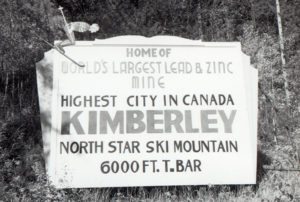 HOME OF
WORLD'S LARGEST LEAD & ZINC
MINE
HIGHEST CITY IN CANADA
KIMBERLEY
NORTH STAR SKI MOUNTAIN
6000 FT. T. BAR